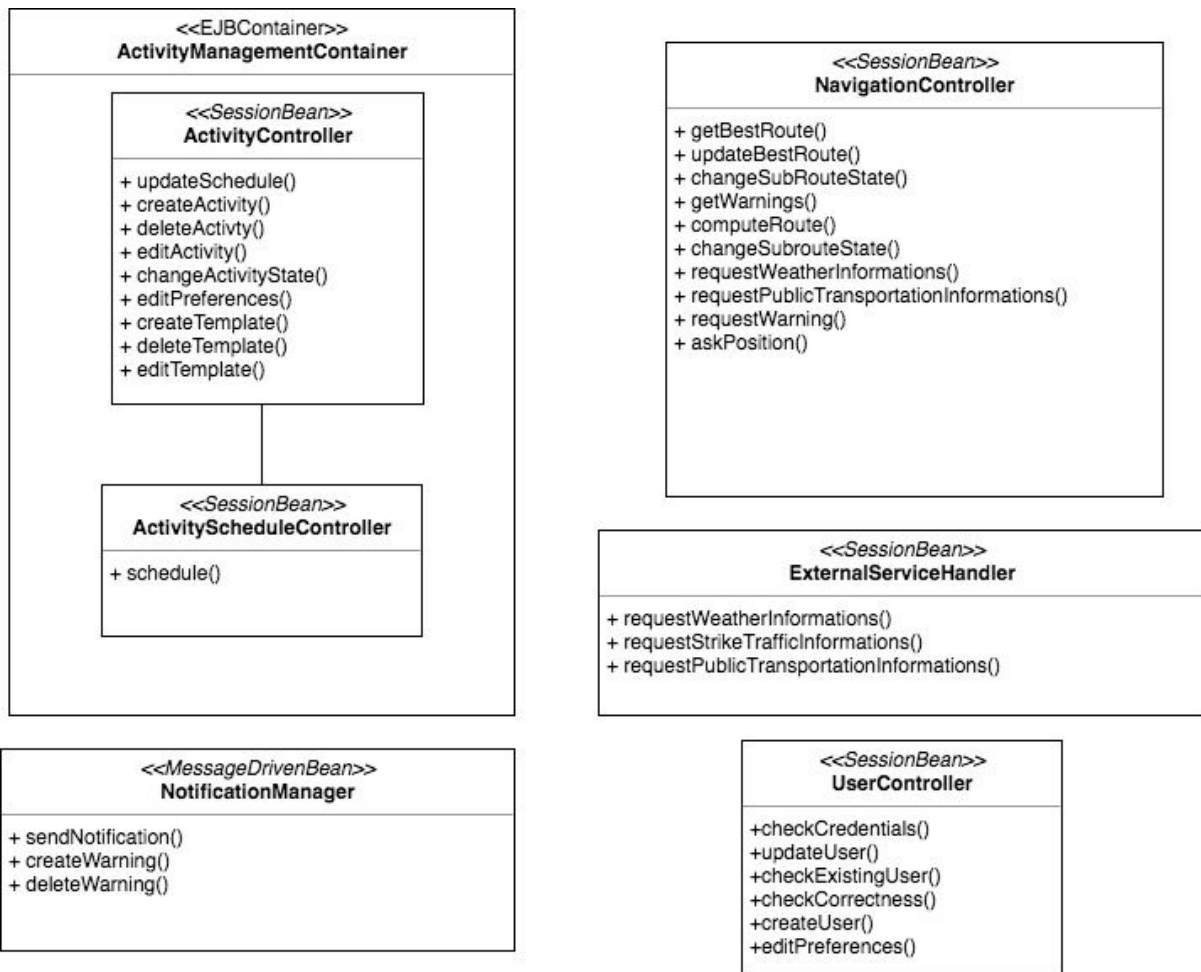 <<EJBContainer>>
ActivityManagementContainer
<<SessionBean>>
ActivityController
+ updateSchedule()
+ createActivity()
+ deleteActivty()
+ editActivity()
+ changeActivityState()
+ editPreferences()
+ createTemplate()
+ deleteTemplate()
+ editTemplate()
<<SessionBean>>
ActivityScheduleController
+ schedule()
<<SessionBean>>
NavigationController
+ getBestRoute()
+ updateBestRoute()
+ changeSubRouteState()
+ getWarnings()
+ computeRoute()
+ changeSubrouteState()
+ requestWeatherInformations()
+ requestPublicTransportationInformations()
+ requestWarning()
+ askPosition()
<<SessionBean>>
ExternalServiceHandler
+ requestWeatherInformations()
+ requestStrikeTrafficInformations()
+ requestPublicTransportationInformations()
<<MessageDrivenBean>>
NotificationManager
+ sendNotification()
+ createWarning()
+ deleteWarning()
<<SessionBean>>
UserController
+checkCredentials()
+updateUser()
+checkExistingUser()
+checkCorrectness()
+createUser()
+editPreferences()